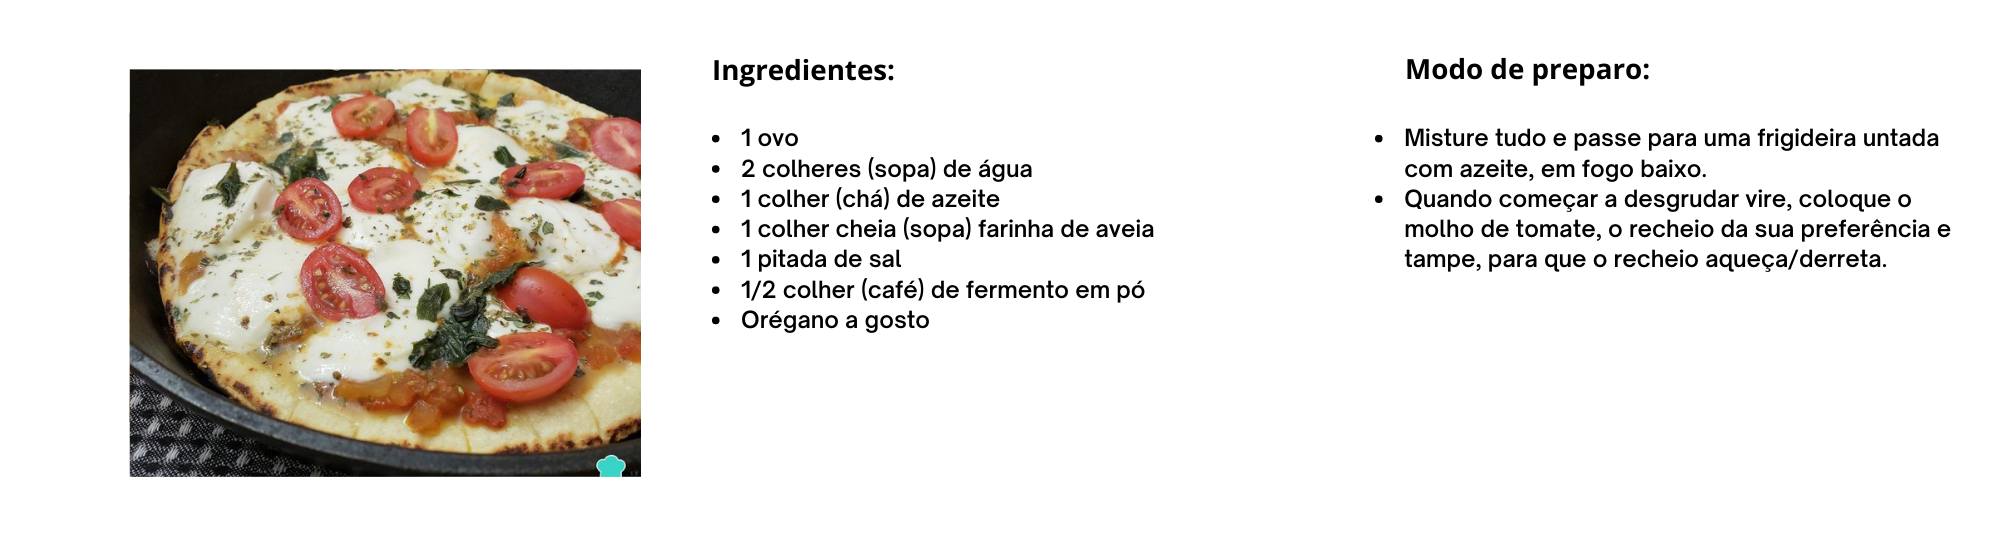 Ingredientes:
1 ovo
2 colheres (sopa) de água
1 colher (chá) de azeite
1 colher cheia (sopa) farinha de aveia
1 pitada de sal
1/2 colher (café) de fermento em pó
Orégano a gosto
Modo de preparo:
Misture tudo e passe para uma frigideira untada
com azeite, em fogo baixo.
Quando começar a desgrudar vire, coloque o
molho de tomate, o recheio da sua preferência e
tampe, para que o recheio aqueça/derreta.